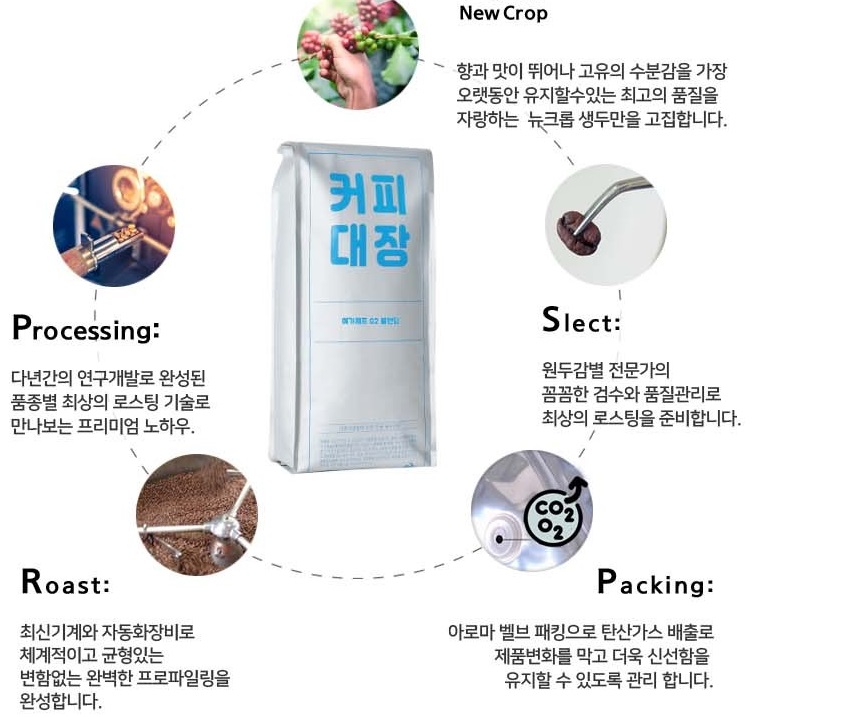 New Crop
향과 맛이 뛰어나 고유의 수분감을 가장
오랫동안 유지할수있는 최고의 품질을
자랑하는 뉴크롭 생두만을 고집합니다.
커피
대장
예가체프 G2 블렌딩
Processing:
다년간의 연구개발로 완성된
품종별 최상의 로스팅 기술로
만나보는 프리미엄 노하우.
Slect:
원두감별 전문가의
꼼꼼한 검수와 품질관리로
최상의 로스팅을 준비합니다.
CO2
O2
Roast:
최신기계와 자동화장비로
체계적이고 균형있는
변함없는 완벽한 프로파일링을
완성합니다.
Packing:
아로마 벨브 패킹으로 탄산가스 배출로
제품변화를 막고 더욱 신선함을
유지할 수 있도록 관리 합니다.